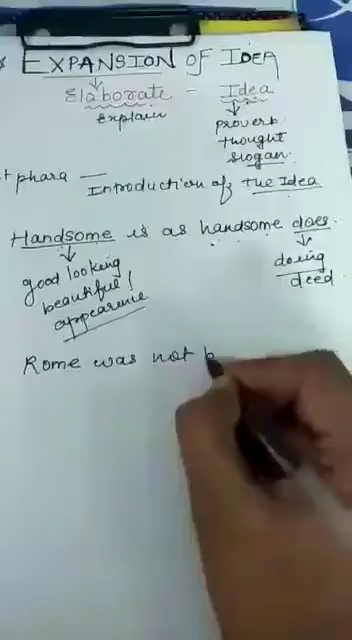 EXPANSION OF IDEA
Elaborate - Idea
Explain
proverb
thought
slogan.
t phara — Introduction of the Idea
Handsome is as handsome does.
good looking
beautiful /
appearence
doing
deed
Rome was not b